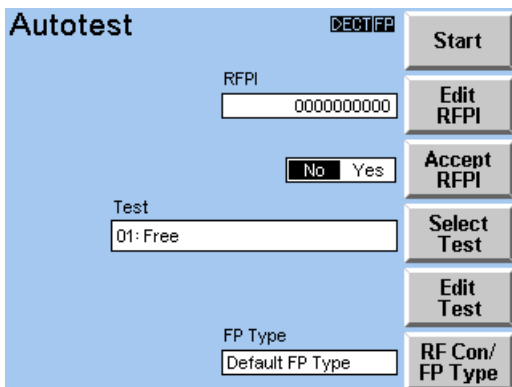 Autotest
DECT FP
Start
RFPI
0000000000
Edit
RFPI
No Yes
Accept
RFPI
Test
01: Free
Select
Test
Edit
Test
FP Type
Default FP Type
RF Con/
FP Type